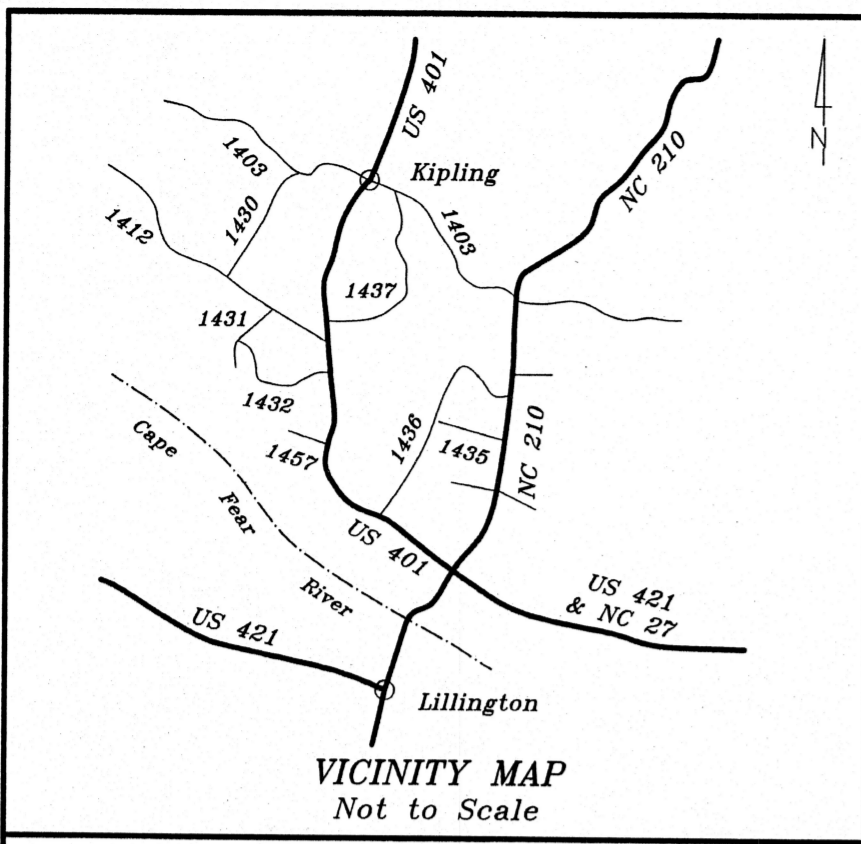 US 401
NC 210
N
1403
Kipling
1430
1412
1403
1437
1431
1432
1436
1435
NC 210
Cape
1457
Fear
US 401
River
US 421
& NC 27
US 421
Lillington
VICINITY MAP
Not to Scale